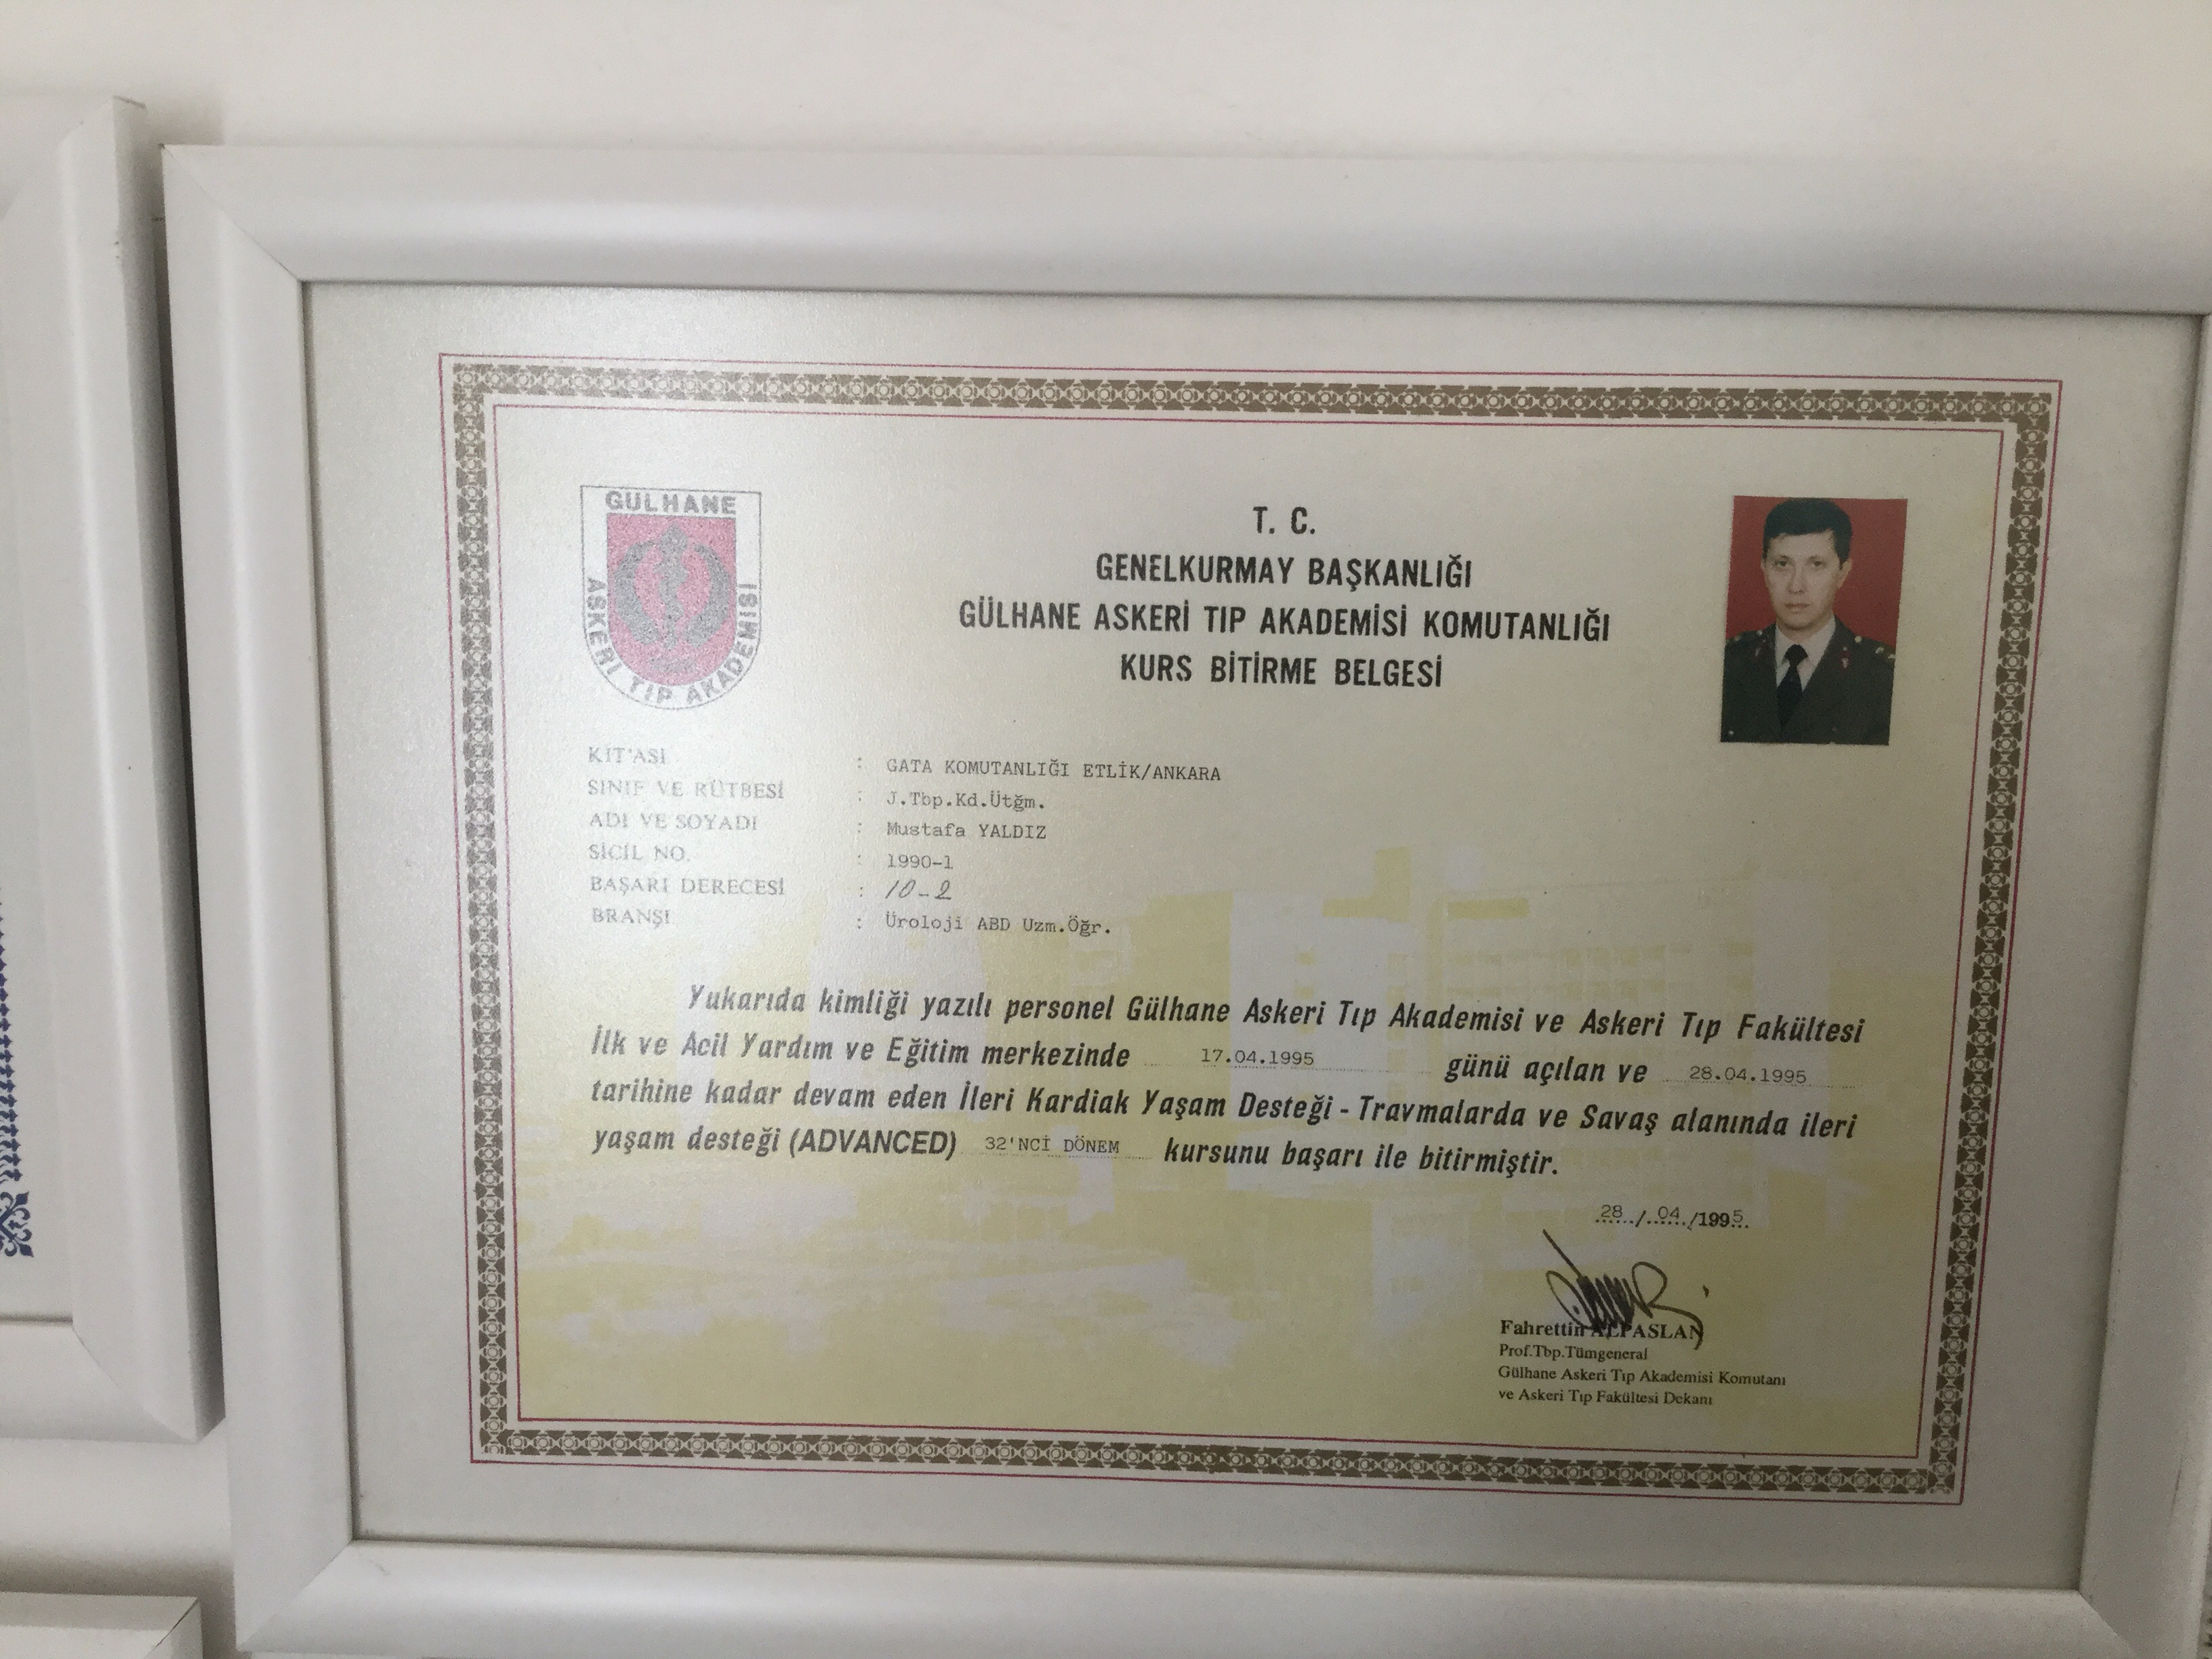 GÜLHANE
ASKERİ TIP AKADEMİSİ
T. C.
GENELKURMAY BAŞKANLIĞI
GÜLHANE ASKERİ TIP AKADEMİSİ KOMUTANLIĞI
KURS BİTİRME BELGESİ
KIT'ASI : GATA KOMUTANLIĞI ETLİK/ANKARA
SINIF VE RÜTBESİ : J.Tbp.Kd.Ütğm.
ADI VE SOYADI : Mustafa YALDIZ
SİCİL NO. : 1990-1
BAŞARI DERECESİ : 10-2
BRANŞI : Üroloji ABD Uzm.Öğr.
Yukarıda kimliği yazılı personel Gülhane Askeri Tıp Akademisi ve Askeri Tıp Fakültesi
İlk ve Acil Yardım ve Eğitim merkezinde 17.04.1995 günü açılan ve 28.04.1995
tarihine kadar devam eden İleri Kardiak Yaşam Desteği - Travmalarda ve Savaş alanında ileri
yaşam desteği (ADVANCED) 32'NCİ DÖNEM kursunu başarı ile bitirmiştir.
28 / 04 /1995
Fahrettin ALPASLAN
Prof.Tbp.Tümgeneral
Gülhane Askeri Tıp Akademisi Komutanı
ve Askeri Tıp Fakültesi Dekanı